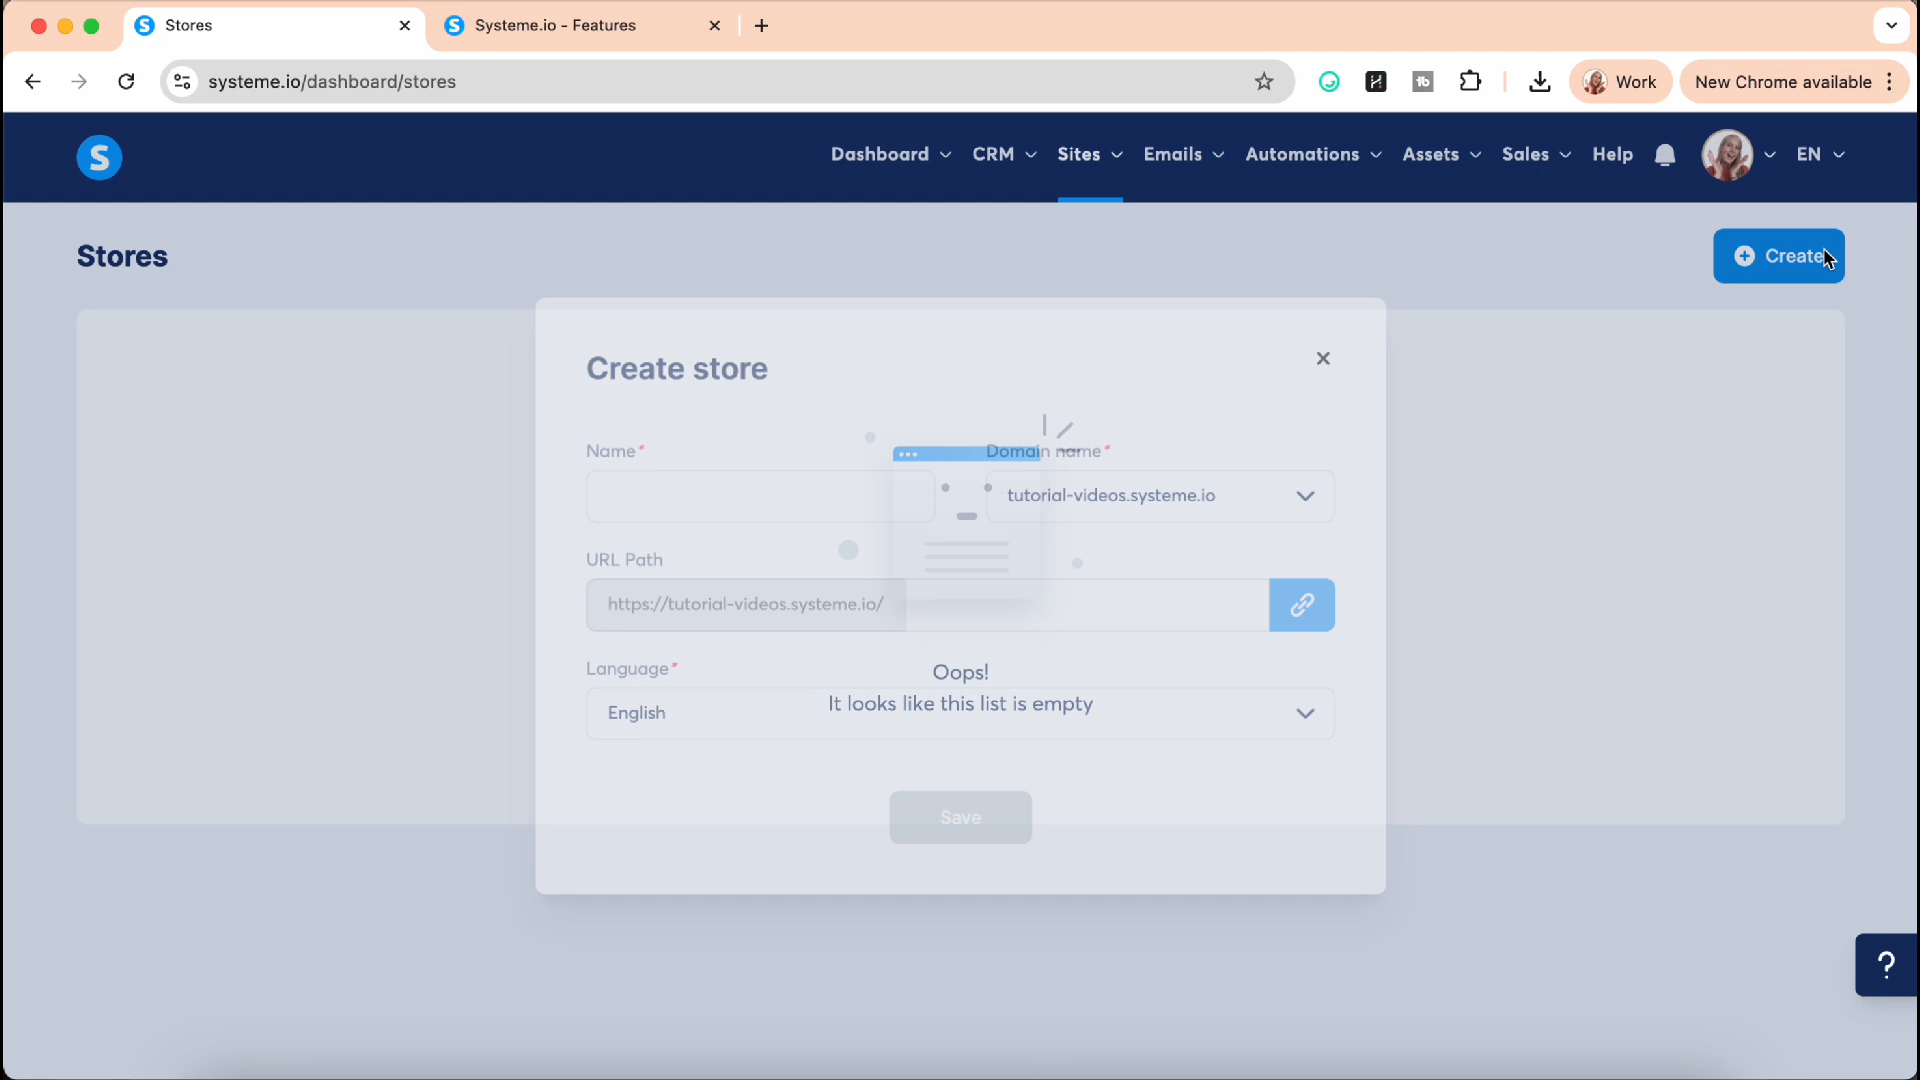 Stores
Systeme.io - Features
systeme.io/dashboard/stores
Work
New Chrome available
S
Dashboard
CRM
Sites
Emails
Automations
Assets
Sales
Help
EN
Stores
Create
Create store
Name*
Domain name*
tutorial-videos.systeme.io
URL Path
https://tutorial-videos.systeme.io/
Language*
Oops!
It looks like this list is empty
English
Save
?